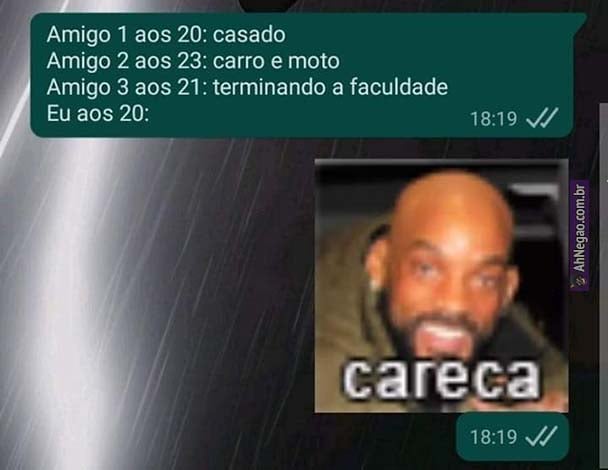 Amigo 1 aos 20: casado
Amigo 2 aos 23: carro e moto
Amigo 3 aos 21: terminando a faculdade
Eu aos 20:
18:19
AhNegao.com.br
careca
18:19